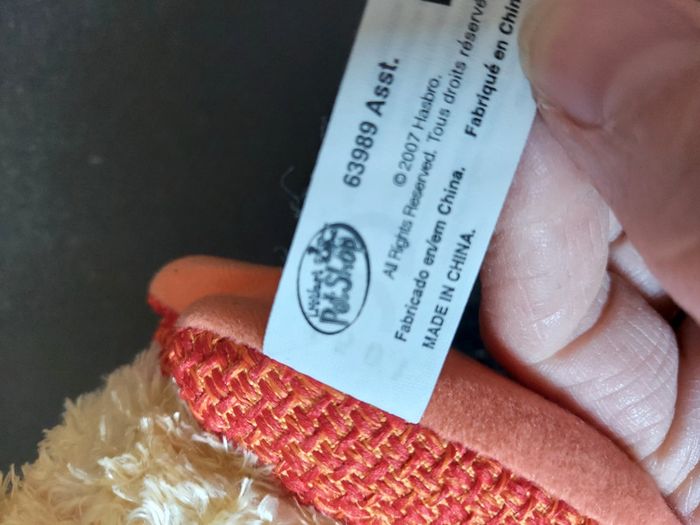 63989 Asst.
© 2007 Hasbro.
All Rights Reserved. Tous droits réservé
Fabricado en/em China. Fabriqué en Chin
MADE IN CHINA.
Littlest
Pet Shop